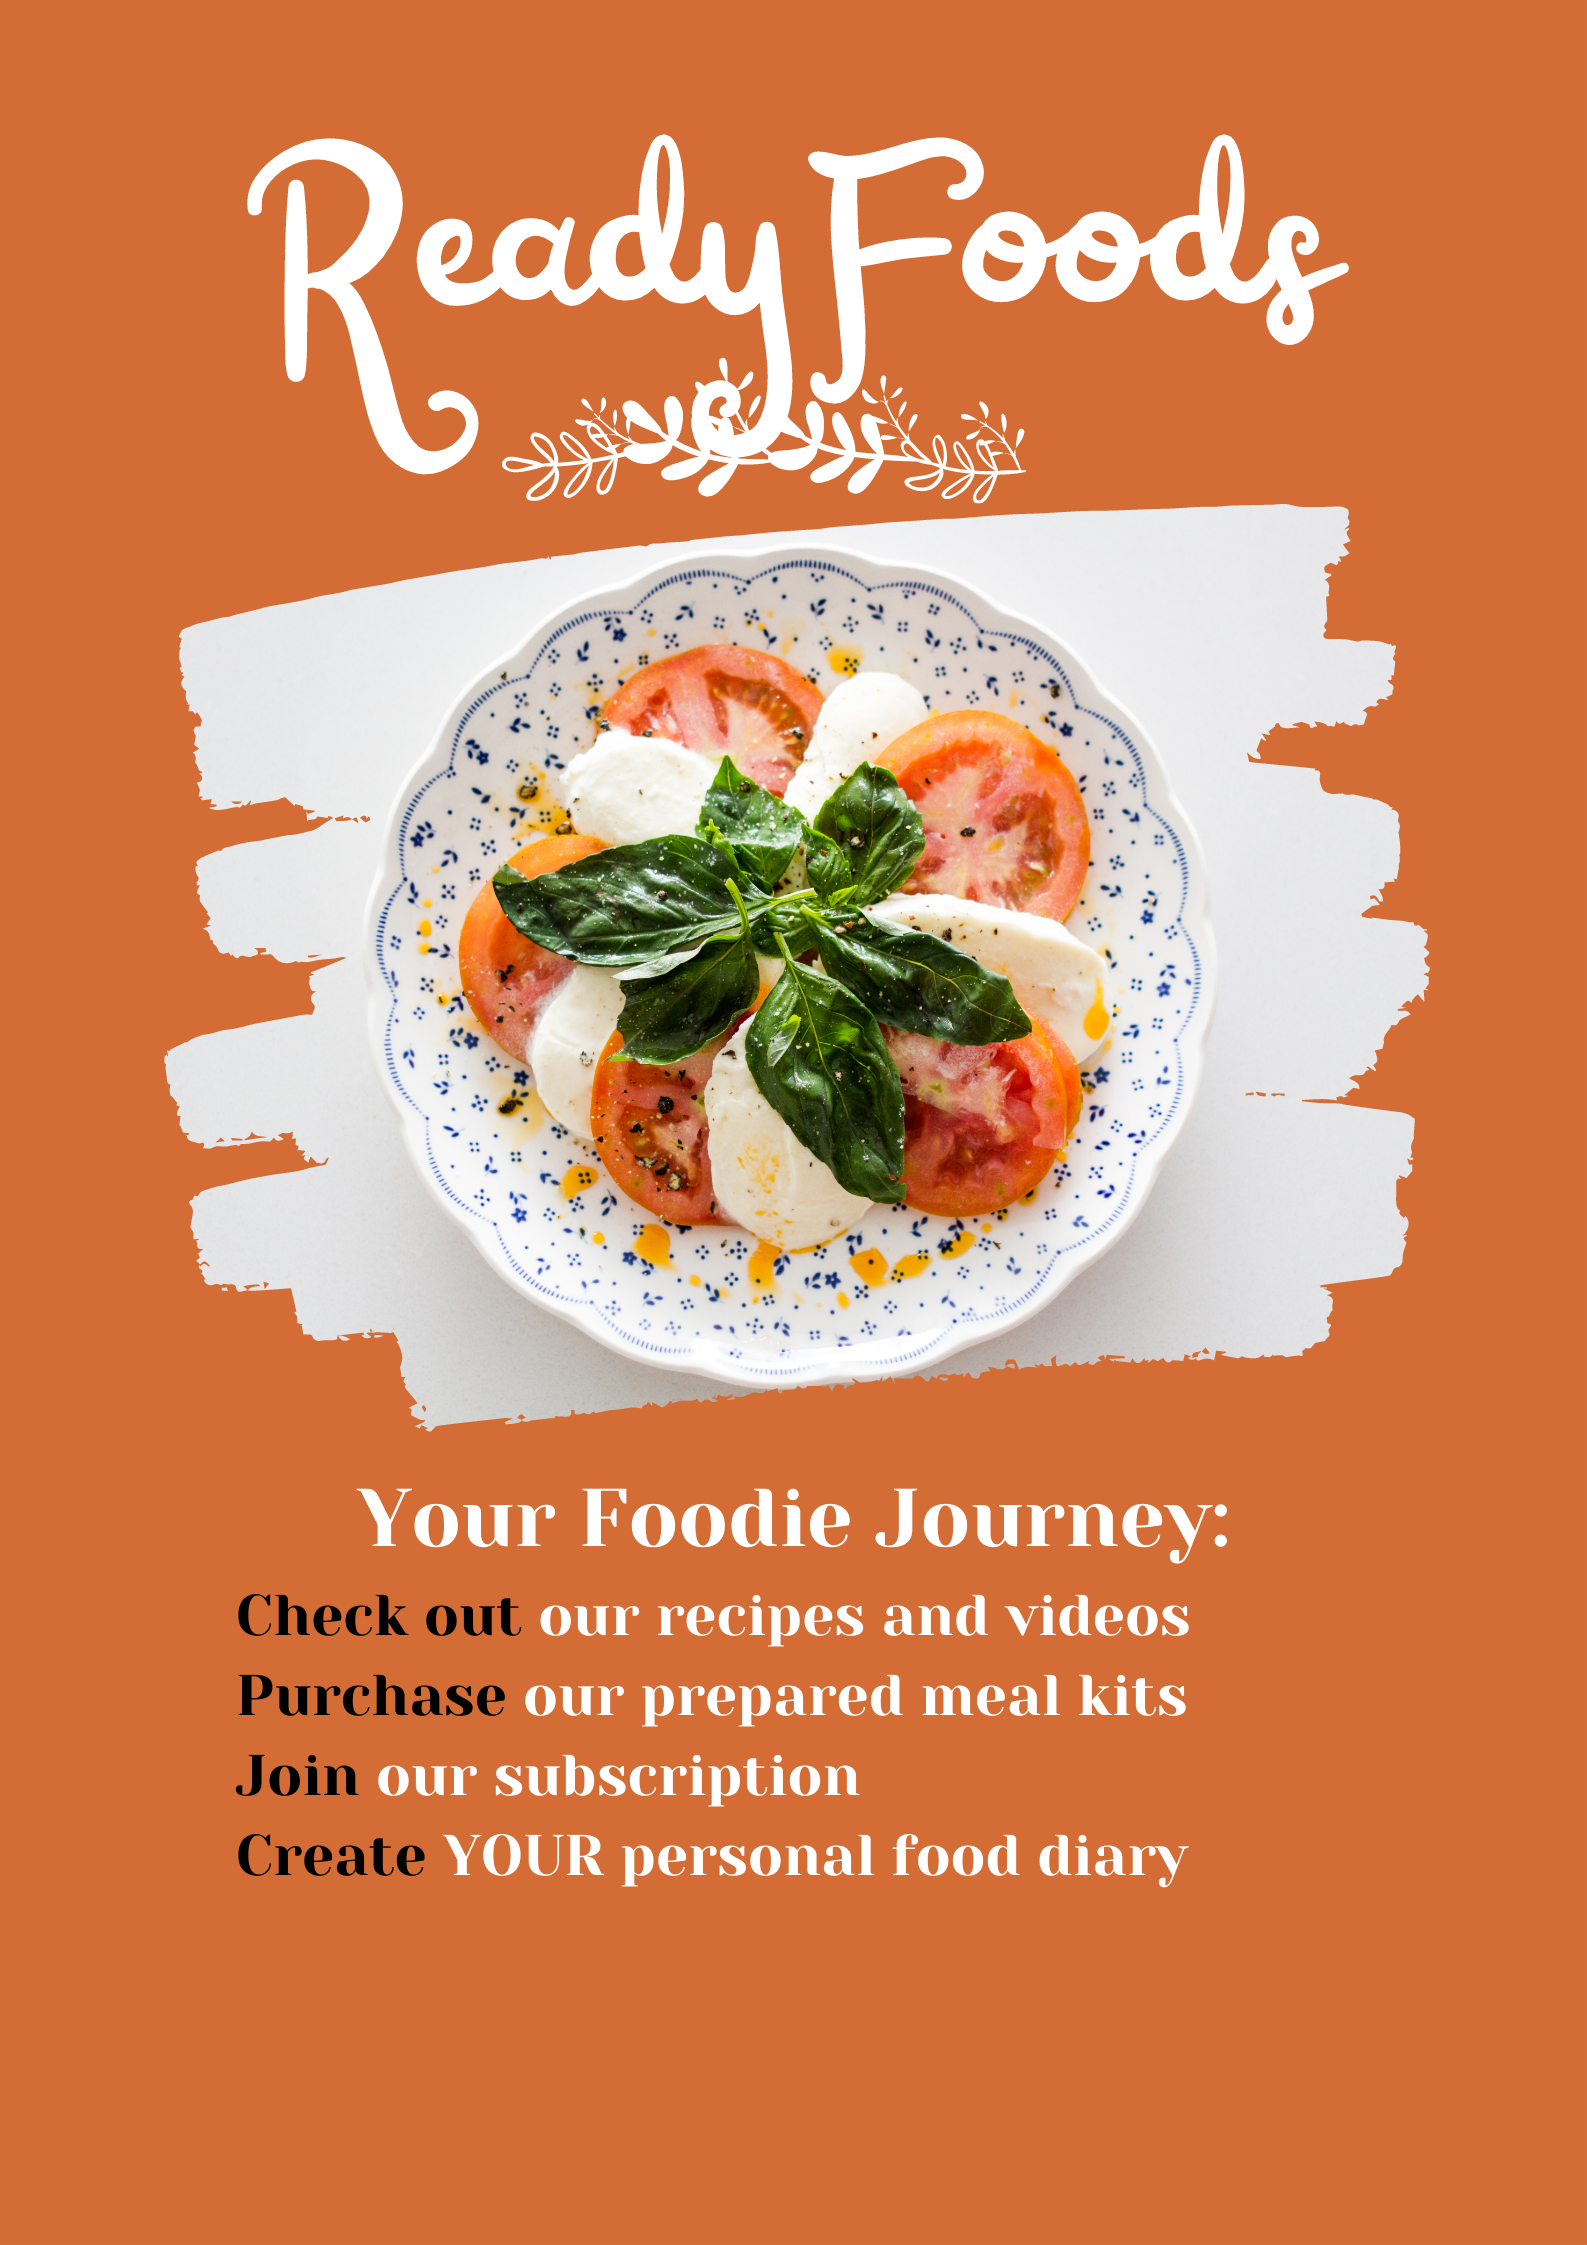 Ready Foods
Your Foodie Journey:
Check out our recipes and videos
Purchase our prepared meal kits
Join our subscription
Create YOUR personal food diary